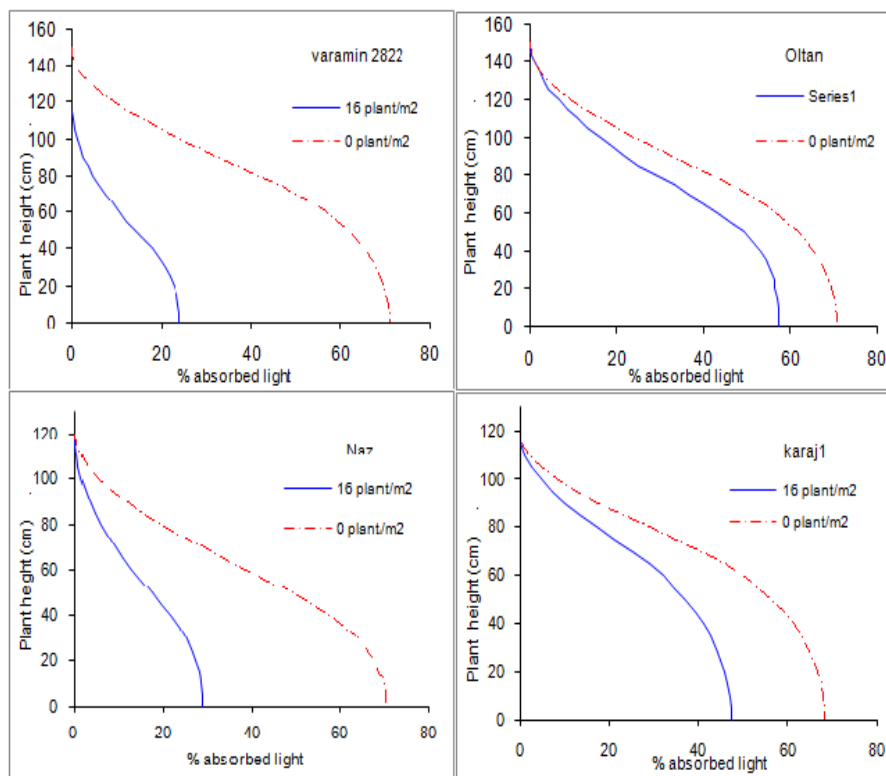 varamin 2822
16 plant/m2
0 plant/m2
Plant height (cm)
160
140
120
100
80
60
40
20
0
0 20 40 60 80
% absorbed light
Oltan
Series1
0 plant/m2
Plant height (cm)
160
140
120
100
80
60
40
20
0
0 20 40 60 80
% absorbed light
Naz
16 plant/m2
0 plant/m2
Plant height (cm)
120
100
80
60
40
20
0
0 20 40 60 80
% absorbed light
karaj1
16 plant/m2
0 plant/m2
Plant height (cm)
120
100
80
60
40
20
0
0 20 40 60 80
% absorbed light